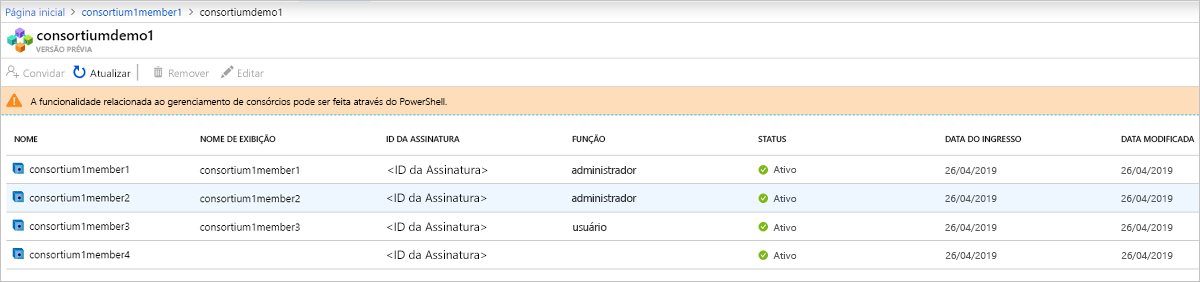 Página inicial > consortium1member1 > consortiumdemo1
consortiumdemo1
VERSÃO PRÉVIA
Convidar Atualizar Remover Editar
A funcionalidade relacionada ao gerenciamento de consórcios pode ser feita através do PowerShell.
NOME NOME DE EXIBIÇÃO ID DA ASSINATURA FUNÇÃO STATUS DATA DO INGRESSO DATA MODIFICADA
consortium1member1 consortium1member1 <ID da Assinatura> administrador Ativo 26/04/2019 26/04/2019
consortium1member2 consortium1member2 <ID da Assinatura> administrador Ativo 26/04/2019 26/04/2019
consortium1member3 consortium1member3 <ID da Assinatura> usuário Ativo 26/04/2019 26/04/2019
consortium1member4 <ID da Assinatura> Ativo 26/04/2019 26/04/2019